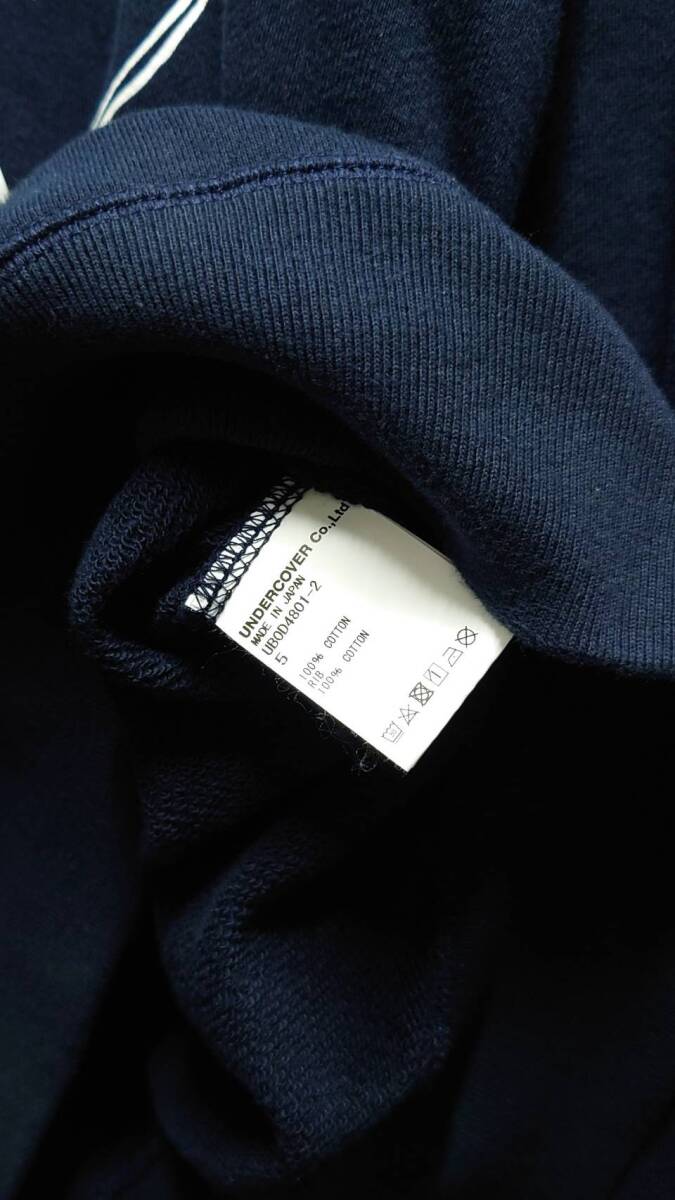 UNDERCOVER Co.,Ltd
MADE IN JAPAN
UB0D4801-2
5
100% COTTON
RIB
100% COTTON